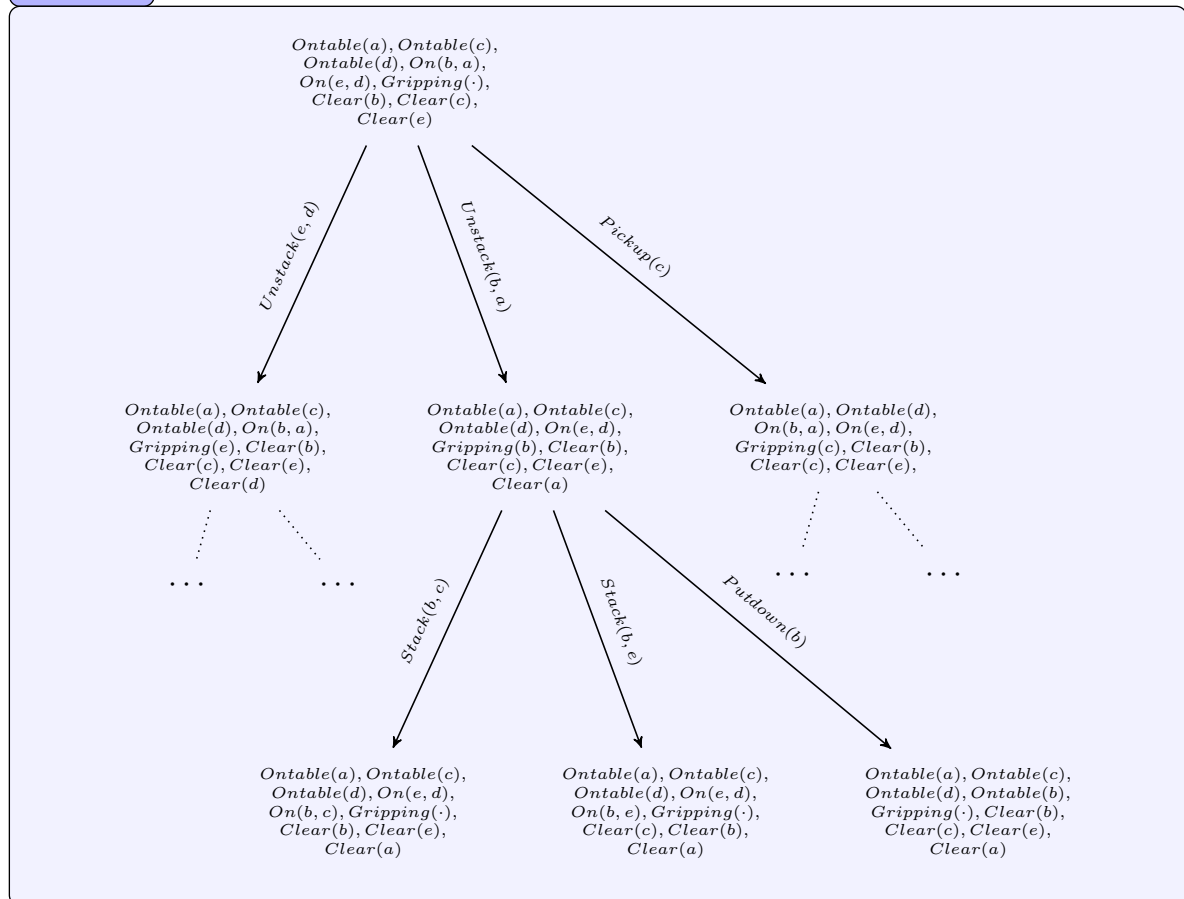 Ontable(a), Ontable(c),
Ontable(d), On(b, a),
On(e, d), Gripping(·),
Clear(b), Clear(c),
Clear(e)
Unstack(e, d)
Unstack(b, a)
Pickup(c)
Ontable(a), Ontable(c),
Ontable(d), On(b, a),
Gripping(e), Clear(b),
Clear(c), Clear(e),
Clear(d)
Ontable(a), Ontable(c),
Ontable(d), On(e, d),
Gripping(b), Clear(b),
Clear(c), Clear(e),
Clear(a)
Ontable(a), Ontable(d),
On(b, a), On(e, d),
Gripping(c), Clear(b),
Clear(c), Clear(e),
...
...
...
...
Stack(b, c)
Stack(b, e)
Putdown(b)
Ontable(a), Ontable(c),
Ontable(d), On(e, d),
On(b, c), Gripping(·),
Clear(b), Clear(e),
Clear(a)
Ontable(a), Ontable(c),
Ontable(d), On(e, d),
On(b, e), Gripping(·),
Clear(c), Clear(b),
Clear(a)
Ontable(a), Ontable(c),
Ontable(d), Ontable(b),
Gripping(·), Clear(b),
Clear(c), Clear(e),
Clear(a)